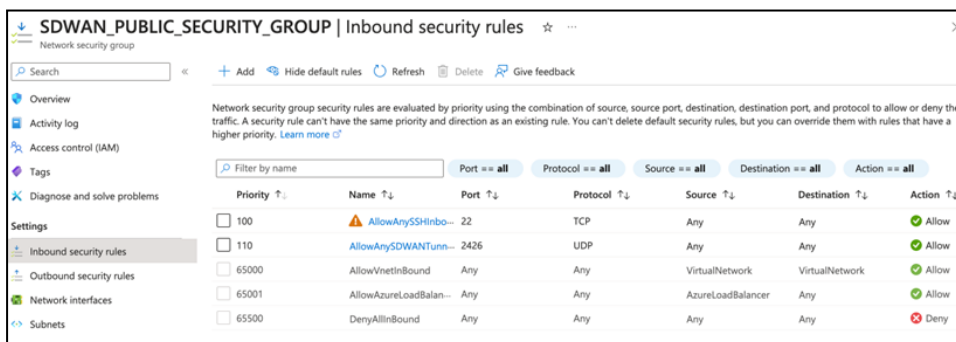 SDWAN_PUBLIC_SECURITY_GROUP | Inbound security rules ☆ ...
Network security group
Search «
Overview
Activity log
Access control (IAM)
Tags
Diagnose and solve problems
Settings
Inbound security rules
Outbound security rules
Network interfaces
Subnets
+ Add Hide default rules Refresh Delete Give feedback
Network security group security rules are evaluated by priority using the combination of source, source port, destination, destination port, and protocol to allow or deny the
traffic. A security rule can't have the same priority and direction as an existing rule. You can't delete default security rules, but you can override them with rules that have a
higher priority. Learn more
Filter by name Port == all Protocol == all Source == all Destination == all Action == all
Priority ↑ Name ↑↓ Port ↑↓ Protocol ↑↓ Source ↑↓ Destination ↑↓ Action ↑↓
100 AllowAnySSHInbo... 22 TCP Any Any Allow
110 AllowAnySDWANTunn... 2426 UDP Any Any Allow
65000 AllowVnetInBound Any Any VirtualNetwork VirtualNetwork Allow
65001 AllowAzureLoadBalan... Any Any AzureLoadBalancer Any Allow
65500 DenyAllInBound Any Any Any Any Deny